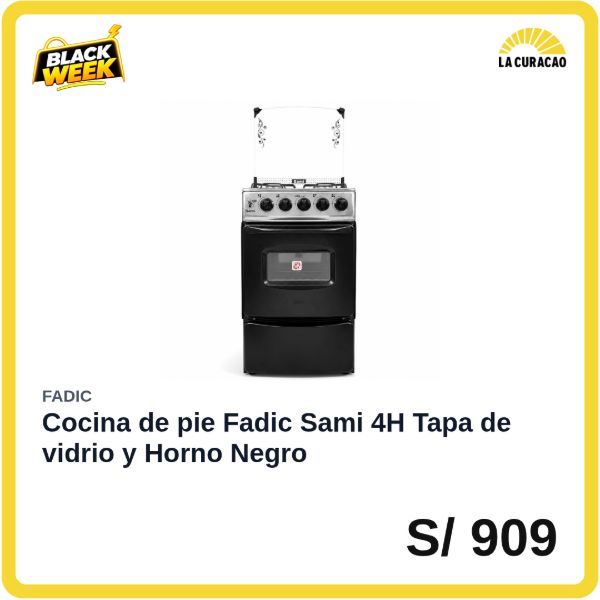 BLACK
WEEK
LA CURACAO
FADIC
Cocina de pie Fadic Sami 4H Tapa de
vidrio y Horno Negro
S/ 909